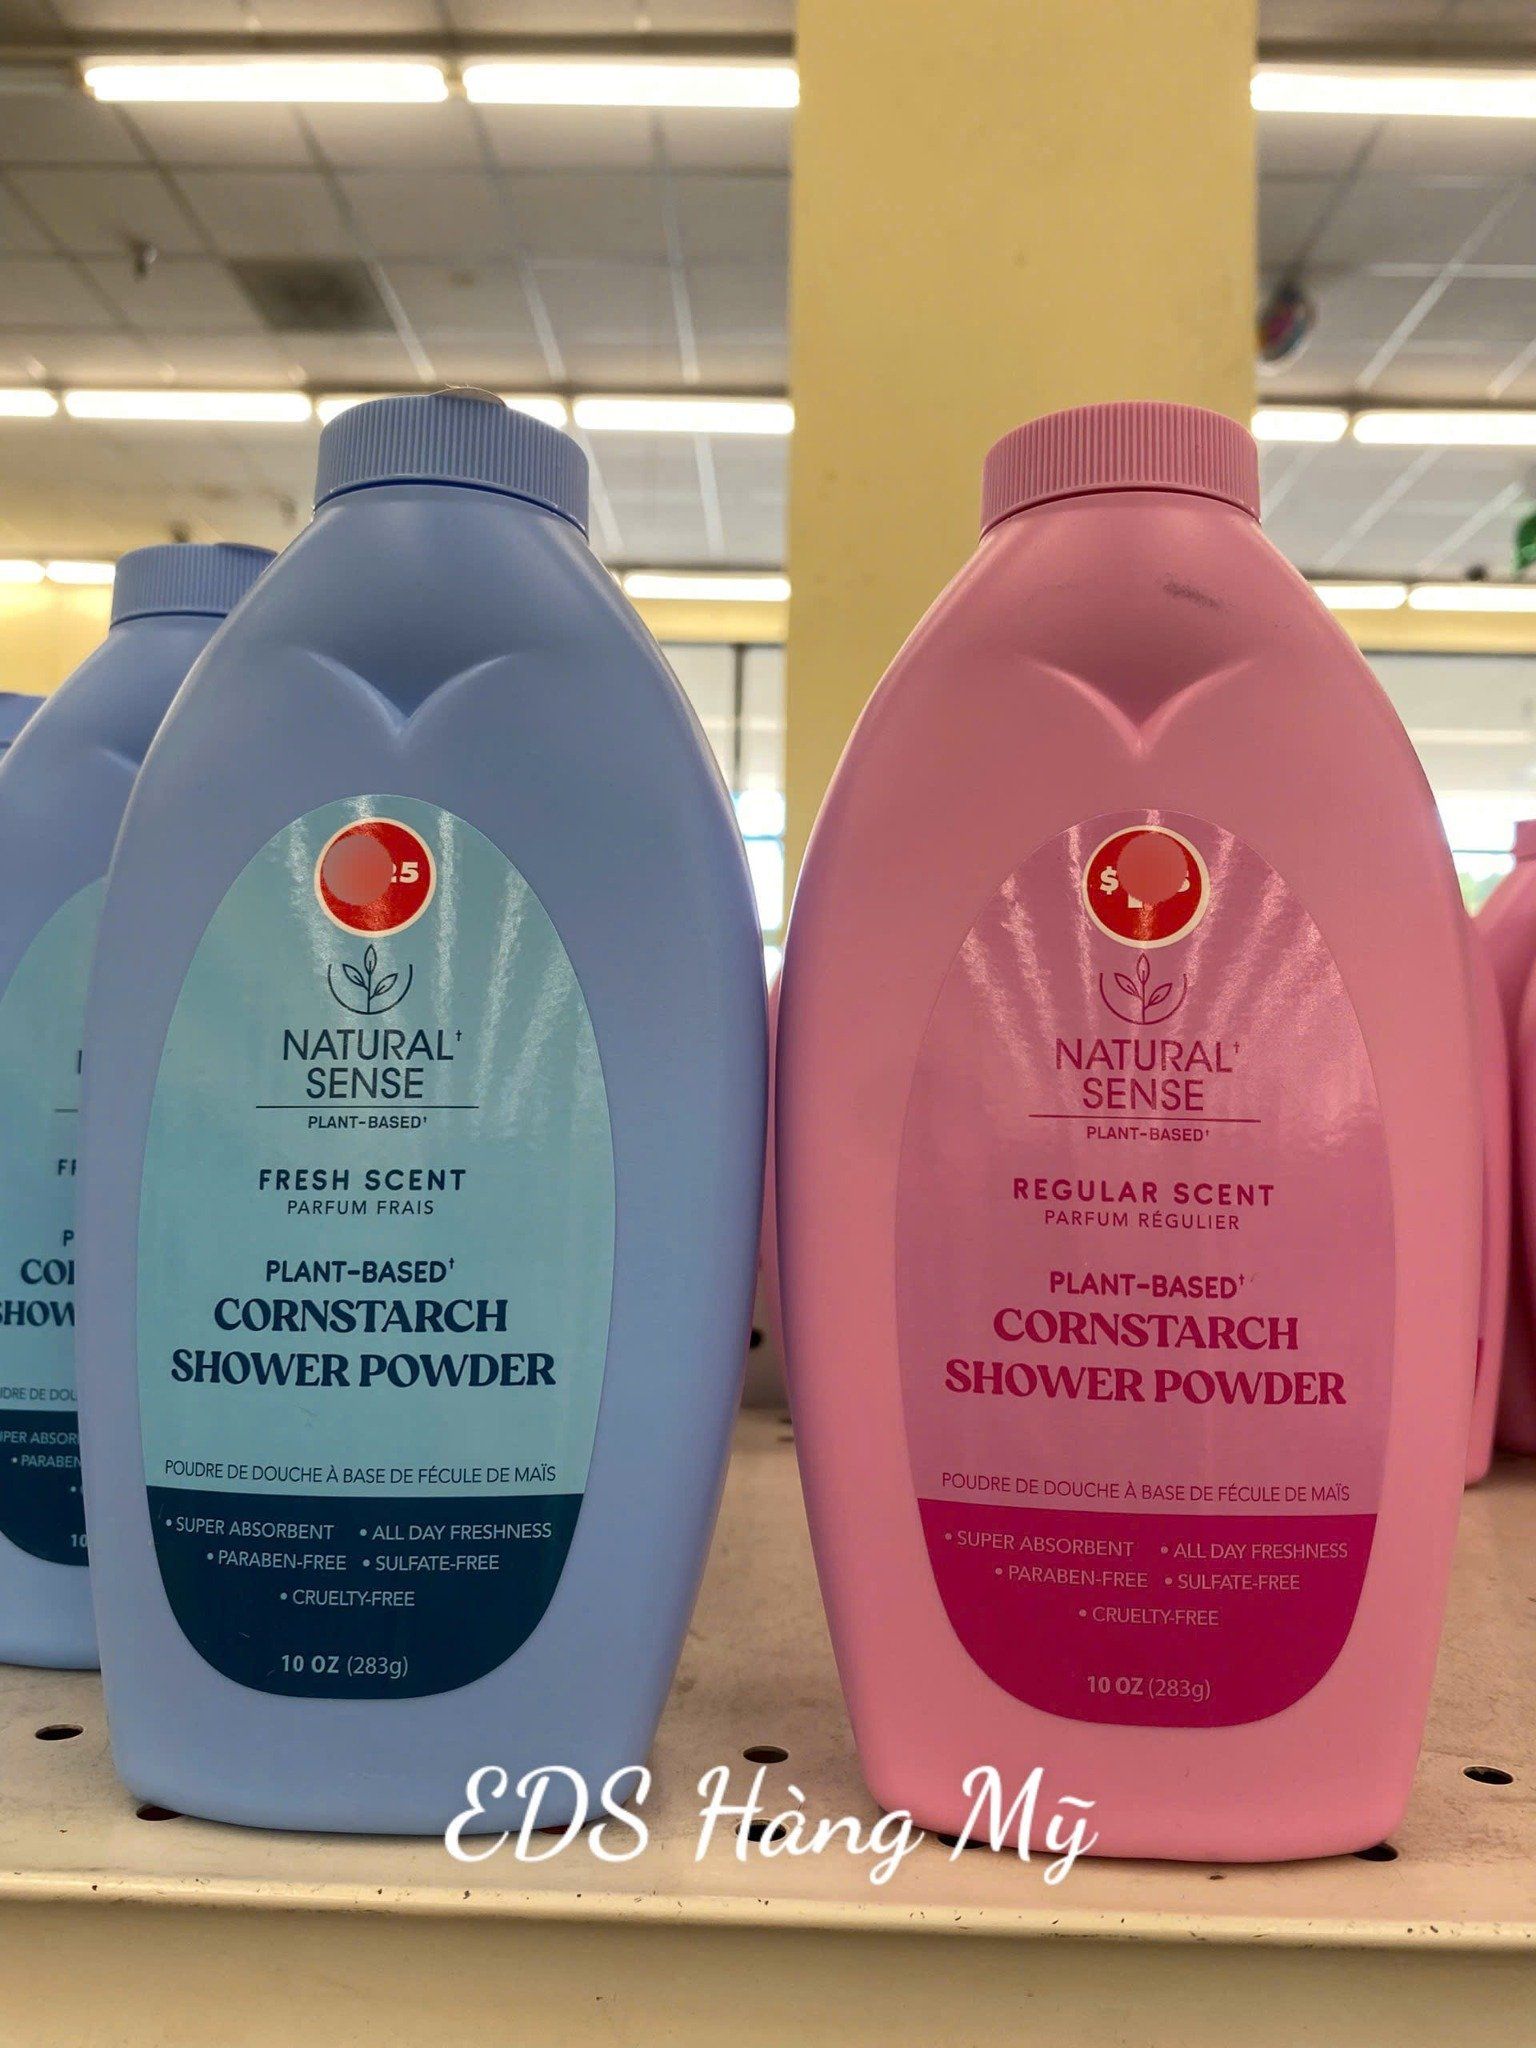 25
NATURAL†
SENSE
PLANT-BASED†
FRESH SCENT
PARFUM FRAIS
PLANT-BASED†
CORNSTARCH
SHOWER POWDER
POUDRE DE DOUCHE À BASE DE FÉCULE DE MAÏS
• SUPER ABSORBENT • ALL DAY FRESHNESS
• PARABEN-FREE • SULFATE-FREE
• CRUELTY-FREE
10 OZ (283g)
$
NATURAL†
SENSE
PLANT-BASED†
REGULAR SCENT
PARFUM RÉGULIER
PLANT-BASED†
CORNSTARCH
SHOWER POWDER
POUDRE DE DOUCHE À BASE DE FÉCULE DE MAÏS
• SUPER ABSORBENT • ALL DAY FRESHNESS
• PARABEN-FREE • SULFATE-FREE
• CRUELTY-FREE
10 OZ (283g)
EDS Hàng Mỹ